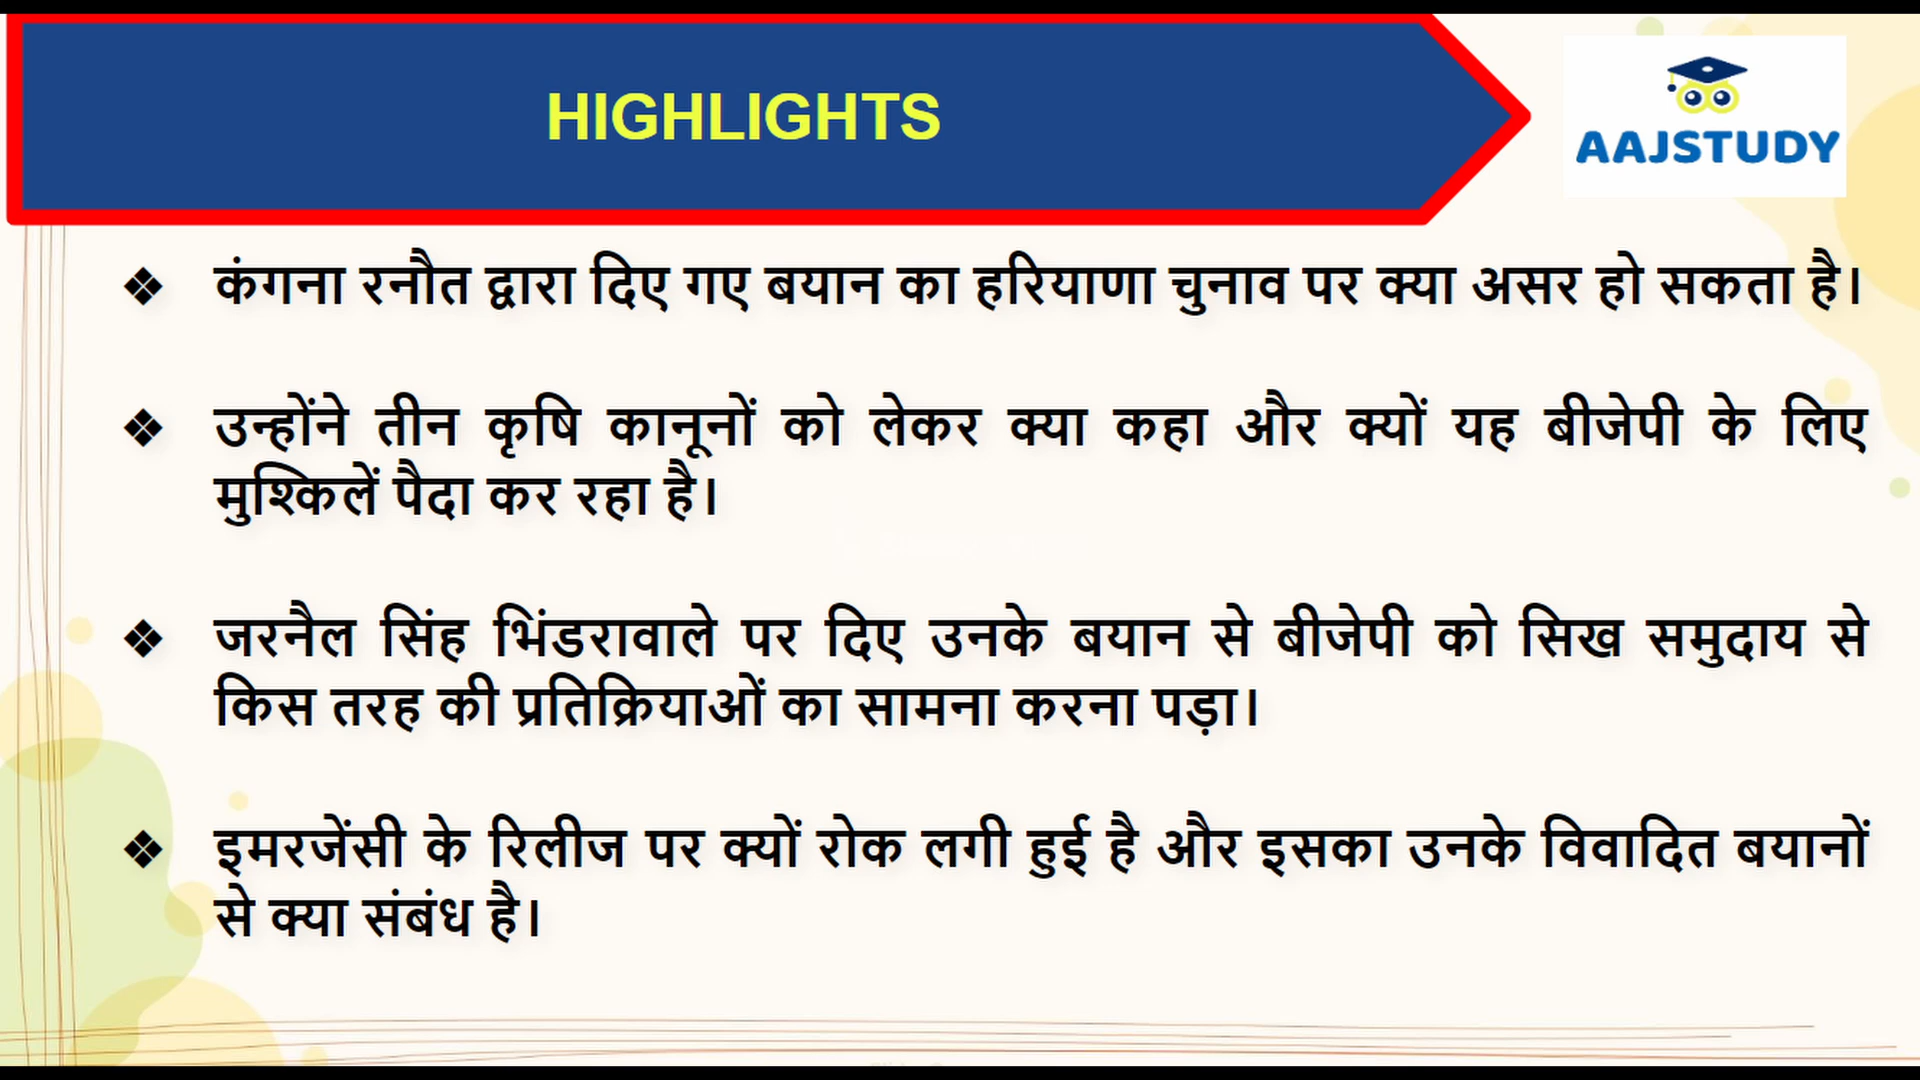 HIGHLIGHTS
AAJSTUDY
❖ कंगना रनौत द्वारा दिए गए बयान का हरियाणा चुनाव पर क्या असर हो सकता है।
❖ उन्होंने तीन कृषि कानूनों को लेकर क्या कहा और क्यों यह बीजेपी के लिए
मुश्किलें पैदा कर रहा है।
❖ जरनैल सिंह भिंडरावाले पर दिए उनके बयान से बीजेपी को सिख समुदाय से
किस तरह की प्रतिक्रियाओं का सामना करना पड़ा।
❖ इमरजेंसी के रिलीज पर क्यों रोक लगी हुई है और इसका उनके विवादित बयानों
से क्या संबंध है।